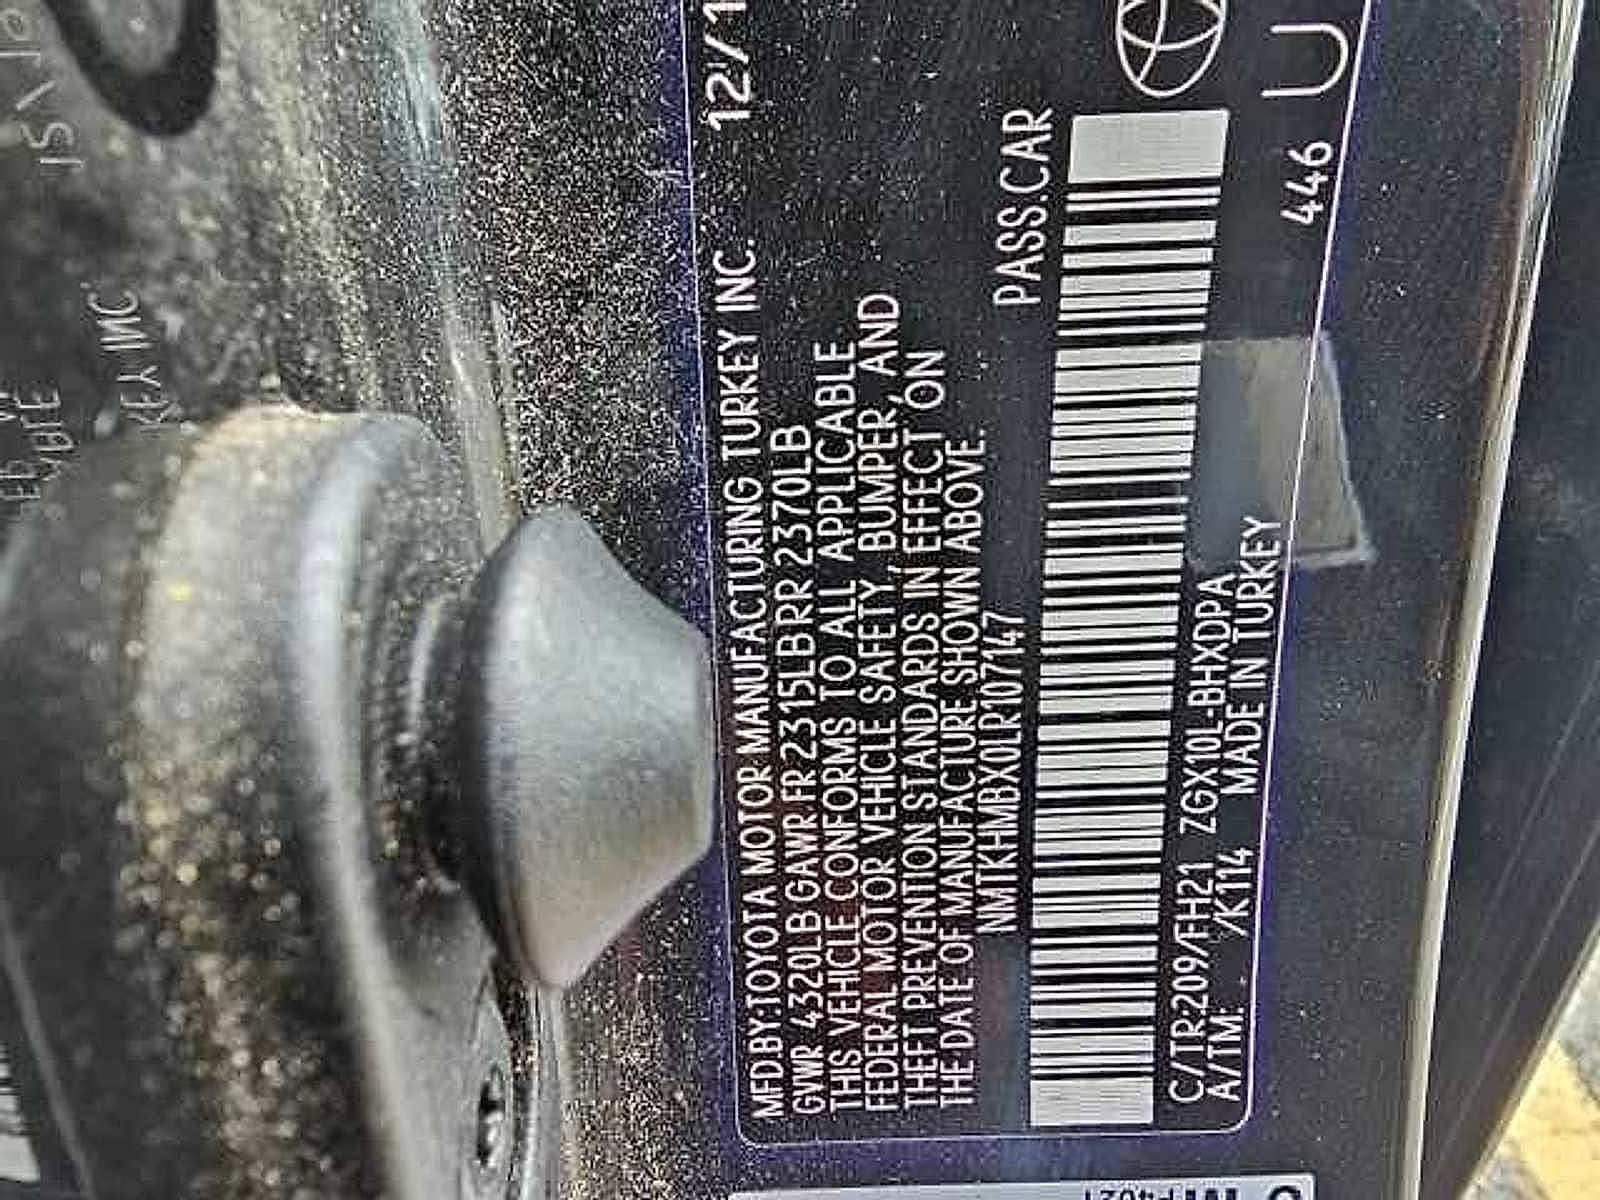 MFDBY:TOYOTA MOTOR MANUFACTURING TURKEY INC. 12/1
GVWR 4320LB GAWR:FR 2315LB RR 2370LB
THIS VEHICLE CONFORMS TO ALL APPLICABLE
FEDERAL MOTOR VEHICLE SAFETY, BUMPER, AND
THEFT PREVENTION STANDARDS IN EFFECT ON
THE DATE OF MANUFACTURE SHOWN ABOVE.
NMTKHMBX0LR107147 PASS.CAR
C/TR:209/FH21 ZGX10L-BHXDPA
A/TM: /K114 MADE IN TURKEY 446 U